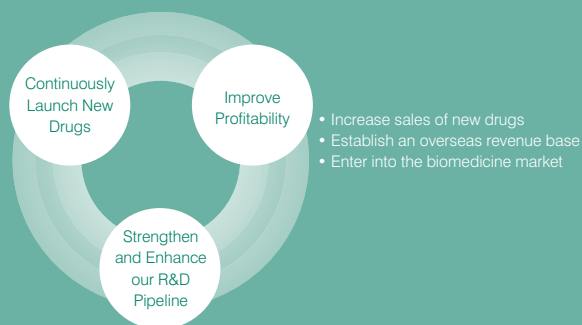 Continuously
Launch New
Drugs
Improve
Profitability
• Increase sales of new drugs
• Establish an overseas revenue base
• Enter into the biomedicine market
Strengthen
and Enhance
our R&D
Pipeline